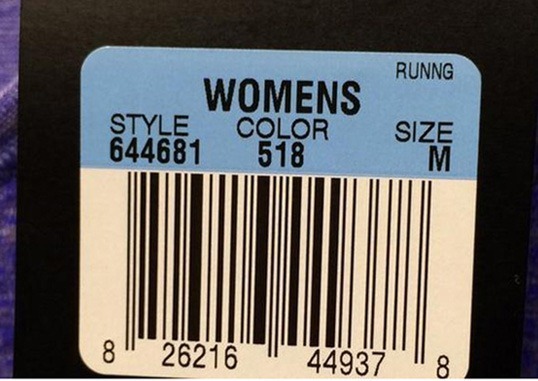 RUNNG
WOMENS
STYLE COLOR SIZE
644681 518 M
8 26216 44937 8